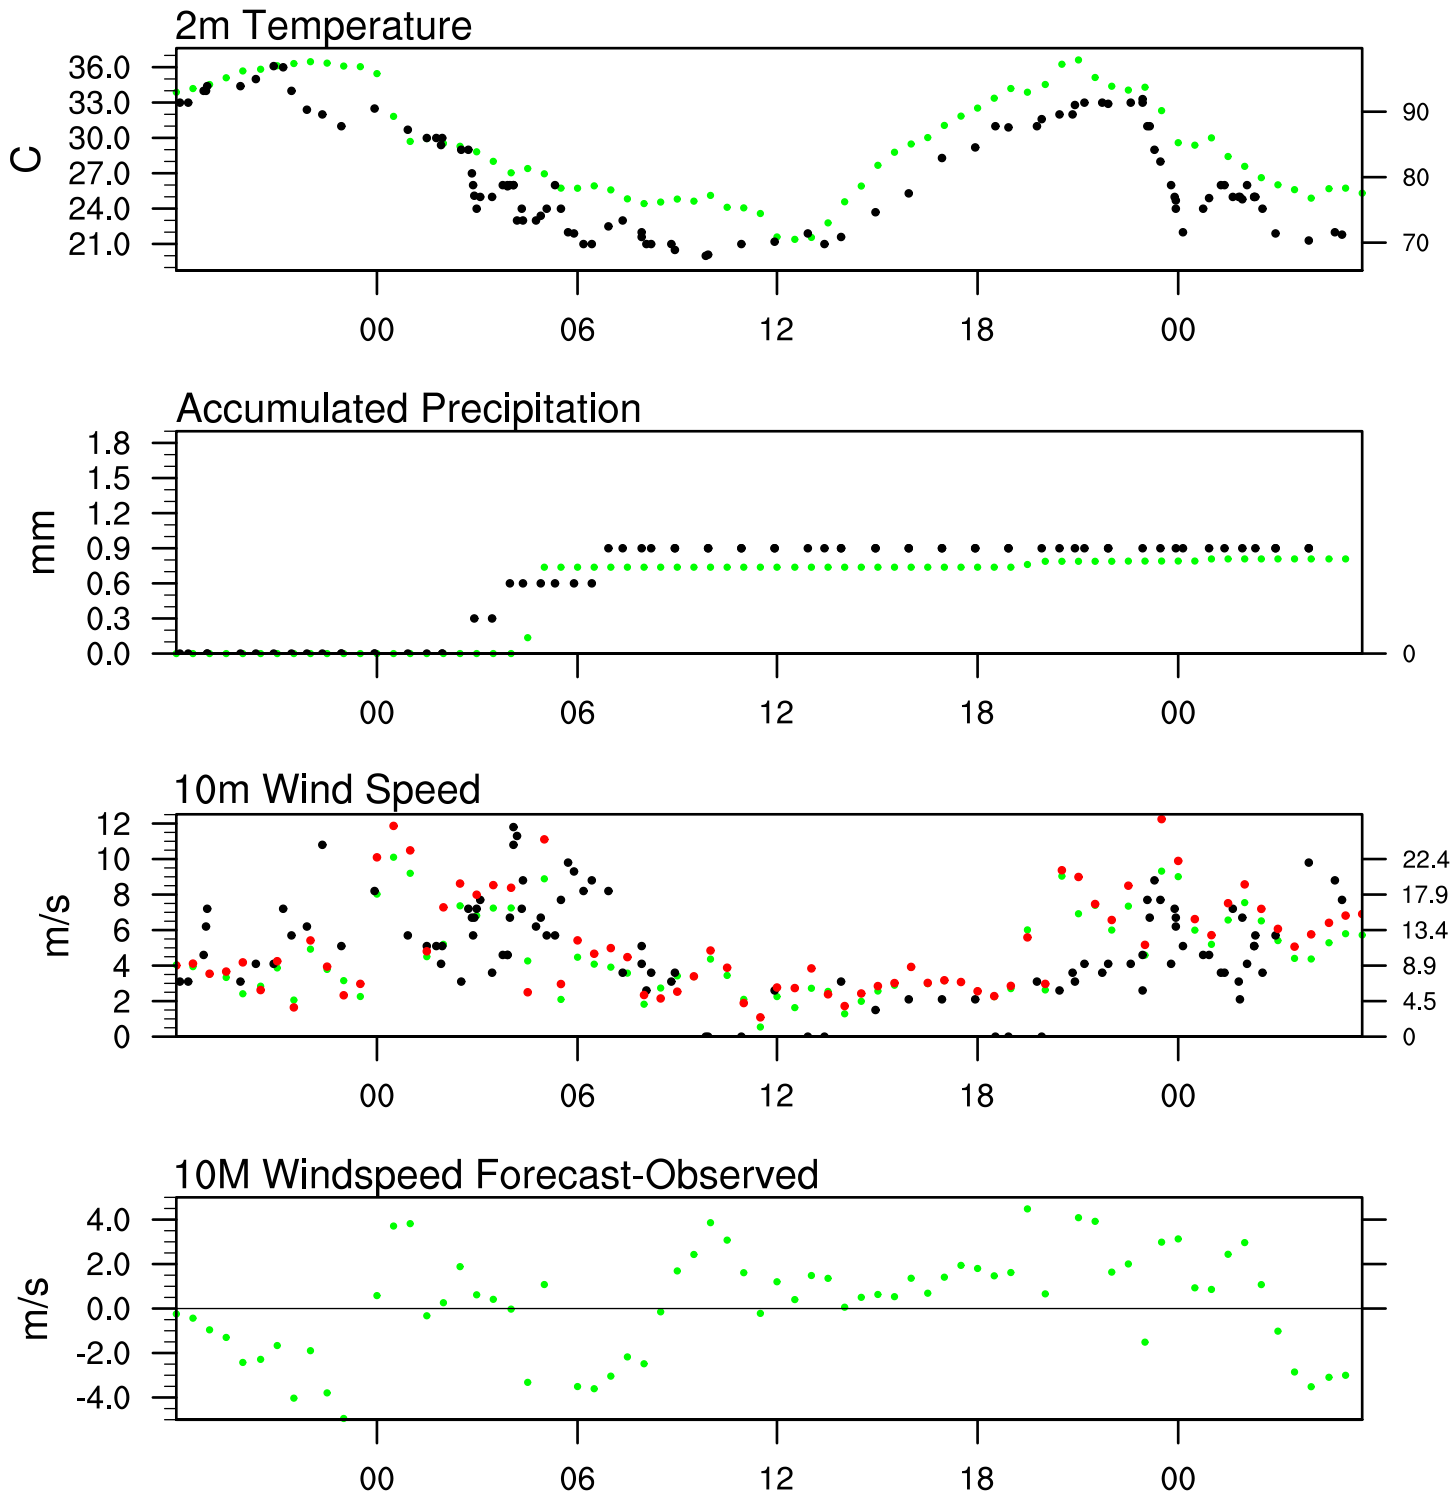 2m Temperature
36.0
33.0
30.0
27.0
24.0
21.0
C
90
80
70
00 06 12 18 00
Accumulated Precipitation
1.8
1.5
1.2
0.9
0.6
0.3
0.0
mm
0
00 06 12 18 00
10m Wind Speed
12
10
8
6
4
2
0
m/s
22.4
17.9
13.4
8.9
4.5
0
00 06 12 18 00
10M Windspeed Forecast-Observed
4.0
2.0
0.0
-2.0
-4.0
m/s
00 06 12 18 00